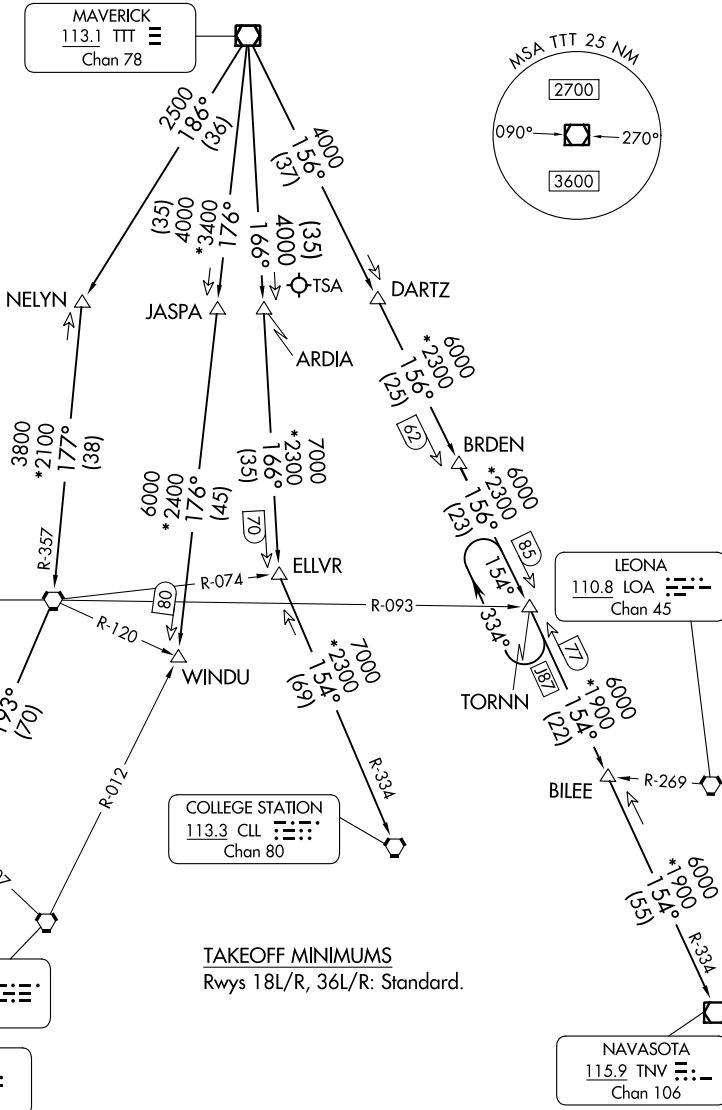 MAVERICK
113.1 TTT
Chan 78
MSA TTT 25 NM
2700
090°
270°
3600
2500
186°
(36)
(35)
4000
*3400
176°
(35)
4000
166°
4000
156°
(37)
TSA
NELYN
JASPA
ARDIA
DARTZ
3800
*2100
177°
(38)
6000
*2400
176°
(45)
7000
*2300
166°
(35)
6000
*2300
156°
(25)
62
BRDEN
6000
*2300
156°
(23)
85
70
ELLVR
R-357
R-074
80
R-093
R-120
WINDU
154°
334°
J87
77
TORNN
LEONA
110.8 LOA
Chan 45
193°
(70)
7000
*2300
154°
(69)
6000
*1900
154°
(22)
R-012
R-334
BILEE
R-269
COLLEGE STATION
113.3 CLL
Chan 80
6000
*1900
154°
(55)
R-334
TAKEOFF MINIMUMS
Rwys 18L/R, 36L/R: Standard.
NAVASOTA
115.9 TNV
Chan 106